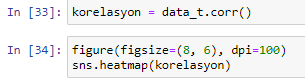 In [33]: korelasyon = data_t.corr()
In [34]: figure(figsize=(8, 6), dpi=100)
sns.heatmap(korelasyon)